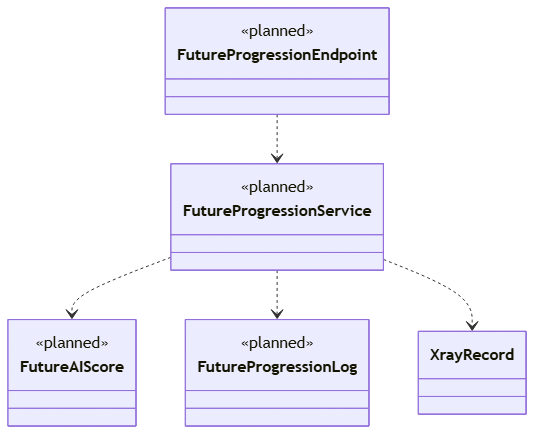 «planned»
FutureProgressionEndpoint
«planned»
FutureProgressionService
«planned»
FutureAIScore
«planned»
FutureProgressionLog
XrayRecord